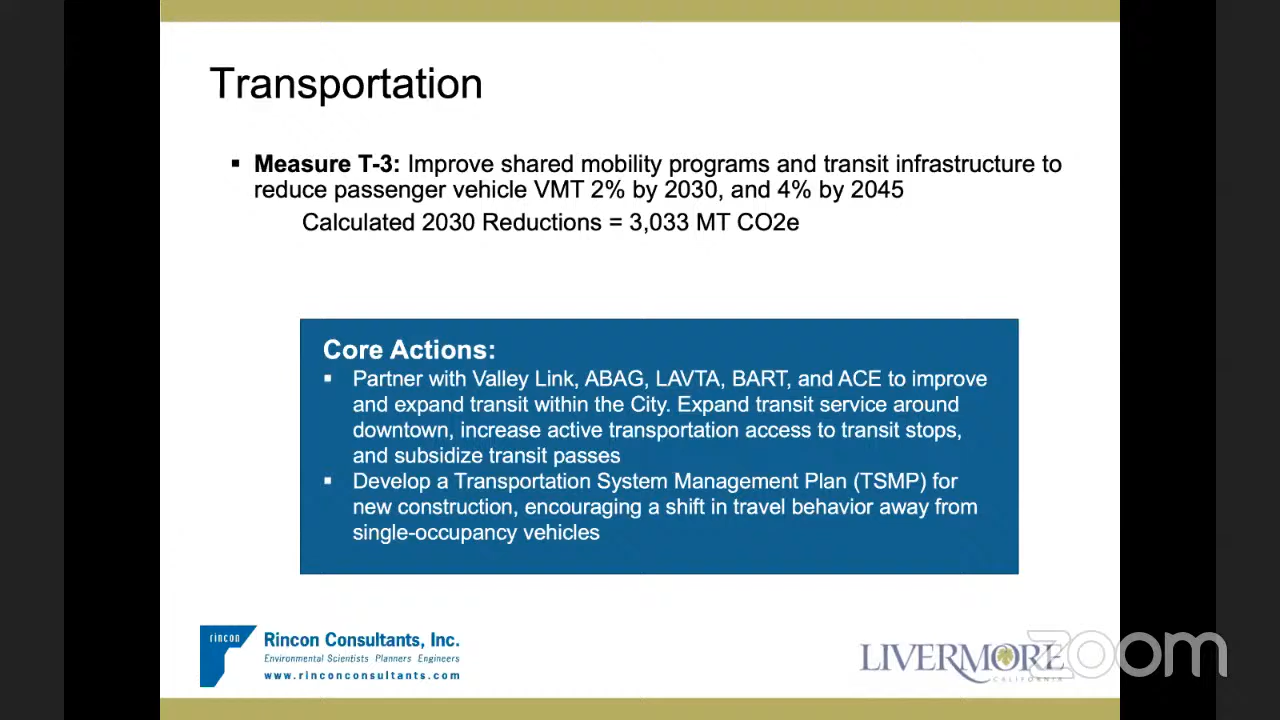 Transportation
▪ Measure T-3: Improve shared mobility programs and transit infrastructure to
reduce passenger vehicle VMT 2% by 2030, and 4% by 2045
Calculated 2030 Reductions = 3,033 MT CO2e
Core Actions:
▪ Partner with Valley Link, ABAG, LAVTA, BART, and ACE to improve
and expand transit within the City. Expand transit service around
downtown, increase active transportation access to transit stops,
and subsidize transit passes
▪ Develop a Transportation System Management Plan (TSMP) for
new construction, encouraging a shift in travel behavior away from
single-occupancy vehicles
rincon
Rincon Consultants, Inc.
Environmental Scientists Planners Engineers
www.rinconconsultants.com
LIVERMORE
CALIFORNIA
zoom